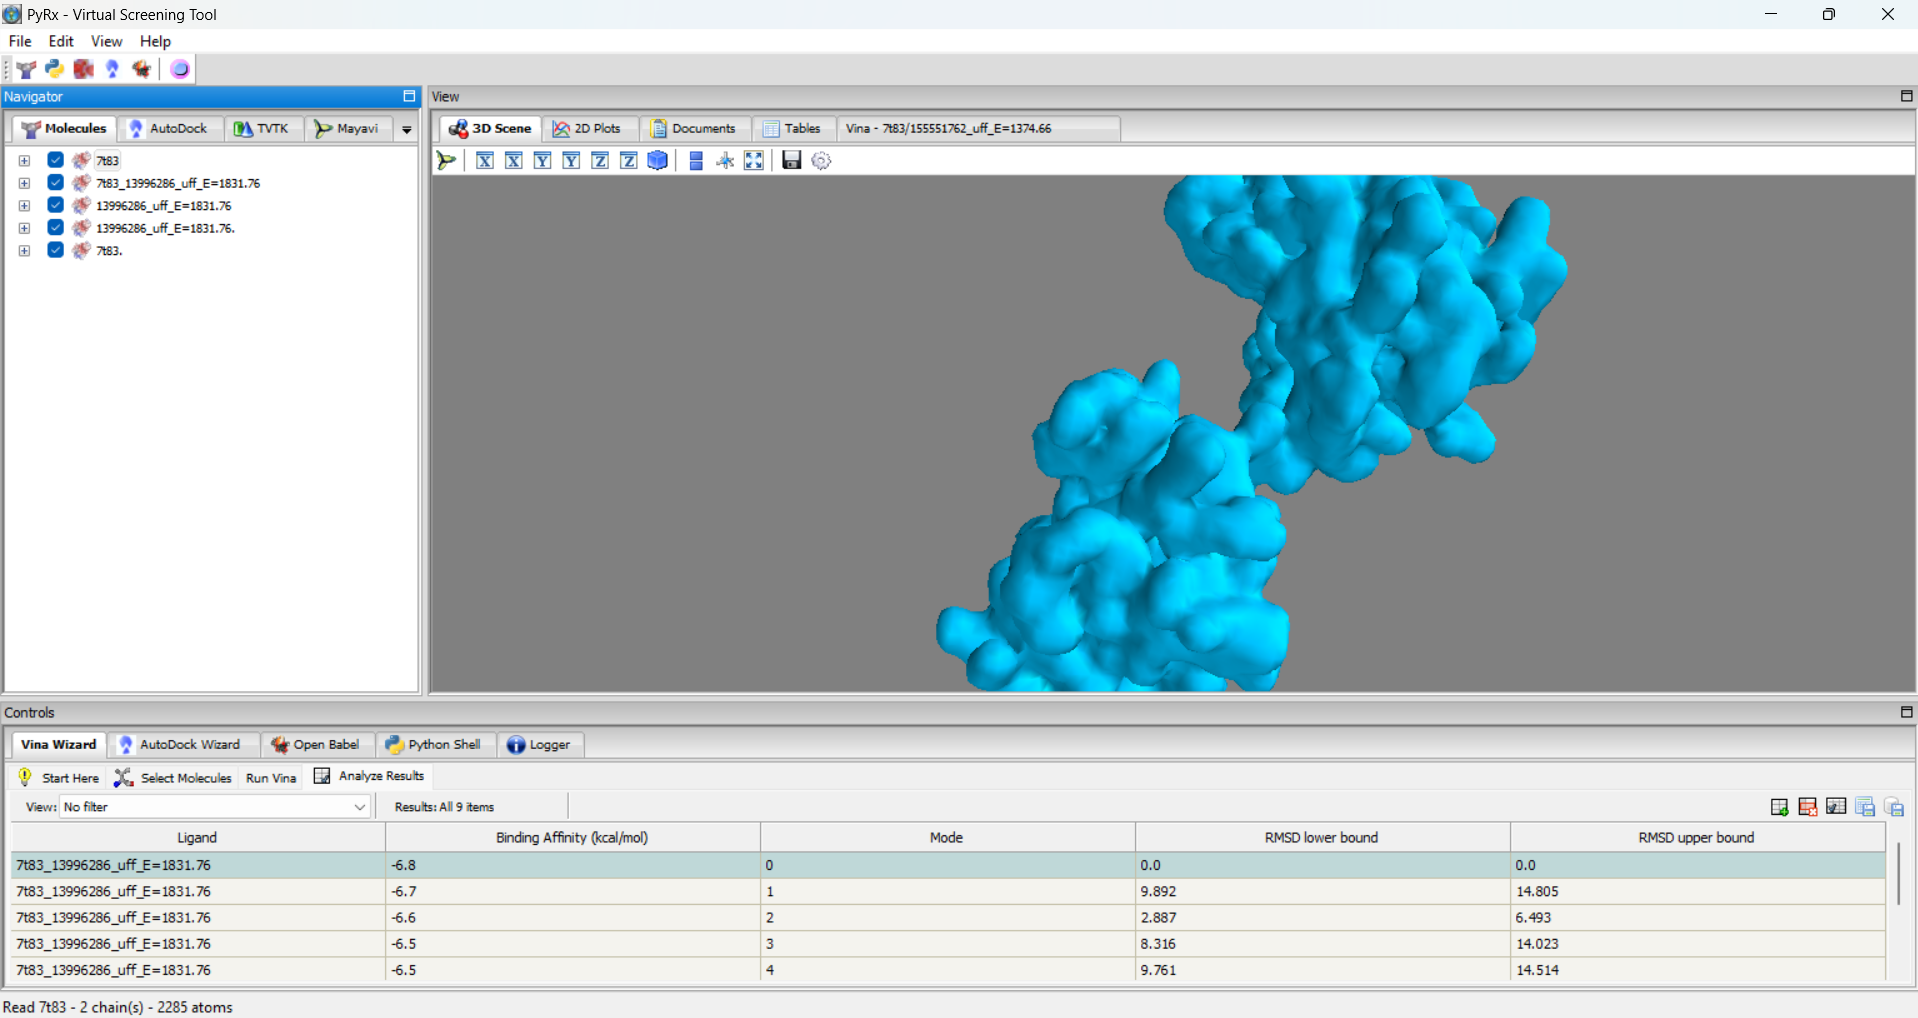 PyRx - Virtual Screening Tool
File Edit View Help
Navigator
Molecules AutoDock TVTK Mayavi
7t83
7t83_13996286_uff_E=1831.76
13996286_uff_E=1831.76
13996286_uff_E=1831.76.
7t83.
View
3D Scene 2D Plots Documents Tables Vina - 7t83/155551762_uff_E=1374.66
X X Y Y Z Z
Controls
Vina Wizard AutoDock Wizard Open Babel Python Shell Logger
Start Here Select Molecules Run Vina Analyze Results
View: No filter Results: All 9 items
Ligand Binding Affinity (kcal/mol) Mode RMSD lower bound RMSD upper bound
7t83_13996286_uff_E=1831.76 -6.8 0 0.0 0.0
7t83_13996286_uff_E=1831.76 -6.7 1 9.892 14.805
7t83_13996286_uff_E=1831.76 -6.6 2 2.887 6.493
7t83_13996286_uff_E=1831.76 -6.5 3 8.316 14.023
7t83_13996286_uff_E=1831.76 -6.5 4 9.761 14.514
Read 7t83 - 2 chain(s) - 2285 atoms